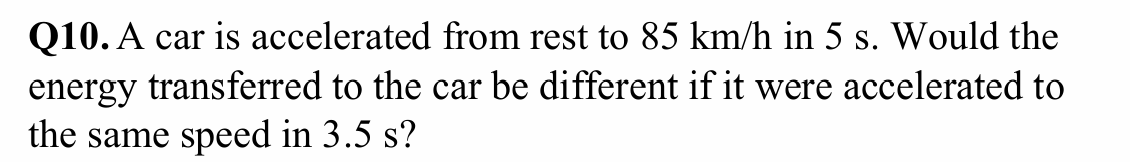 Q10. A car is accelerated from rest to 85 km/h in 5 s. Would the
energy transferred to the car be different if it were accelerated to
the same speed in 3.5 s?